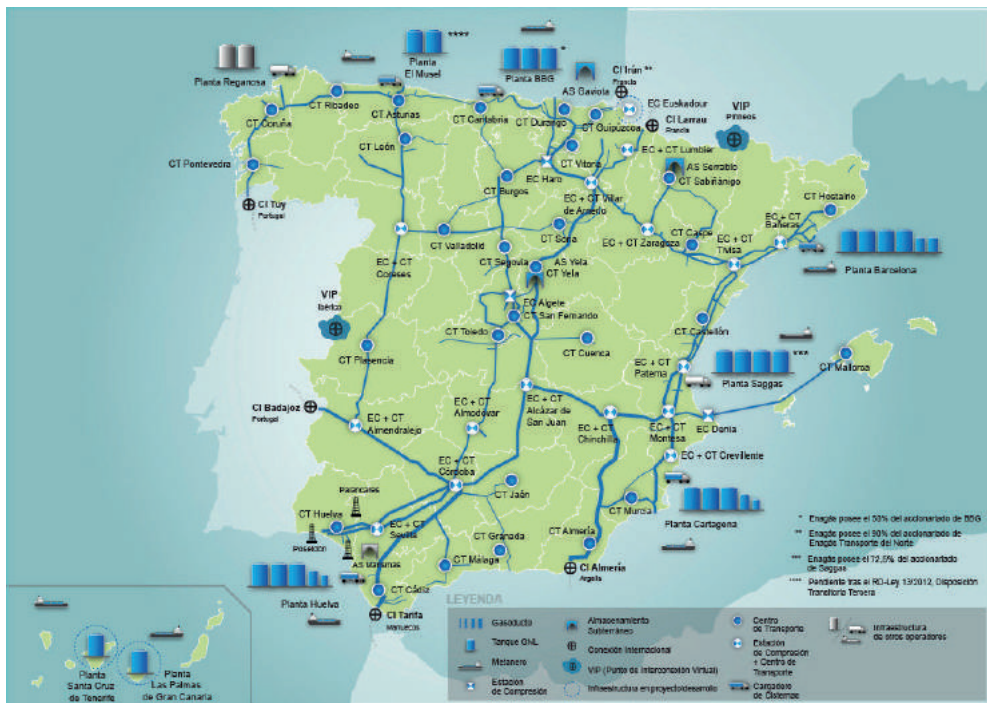 ****
Planta
El Musel
Planta BBG
*
Planta Reganosa
AS Gaviota
CI Irún **
Francia
EC Euskadour
CI Larrau
Francia
VIP
Pirineos
CT Ribadeo
CT Asturias
CT Cantabria
CT Durango
CT Guipuzcoa
CT Coruña
CT León
CT Vitoria
EC + CT Lumbier
AS Serrablo
CT Pontevedra
EC Haro
CT Sabiñánigo
CT Burgos
EC + CT Villar
de Arnedo
CT Hostalric
CI Tuy
Portugal
EC + CT
Bañeras
CT Soria
CT Caspe
EC + CT
Tivisa
EC + CT Zaragoza
CT Valladolid
CT Segovia
AS Yela
CT Yela
Planta Barcelona
EC + CT
Coreses
VIP
Ibérico
EC Algete
CT San Fernando
CT Toledo
CT Castellón
CT Cuenca
CT Plasencia
EC + CT
Paterna
Planta Saggas
***
CT Mallorca
CI Badajoz
Portugal
EC + CT
Almendralejo
EC + CT
Almodóvar
EC + CT
Alcázar de
San Juan
EC + CT
Chinchilla
EC + CT
Montesa
EC Denia
EC + CT Crevillente
EC + CT
Córdoba
CT Jaén
CT Murcia
Planta Cartagena
CT Huelva
Poseidón
EC + CT
Sevilla
AS Marismas
CT Granada
CT Málaga
CT Almería
CI Almería
Argelia
Planta Huelva
CT Cádiz
CI Tarifa
Marruecos
* Enagás posee el 50% del accionariado de BBG
** Enagás posee el 90% del accionariado de
Enagás Transporte del Norte
*** Enagás posee el 72,5% del accionariado
de Saggas
**** Pendiente tras el RD-Ley 13/2012, Disposición
Transitoria Tercera
Planta
Santa Cruz
de Tenerife
Planta
Las Palmas
de Gran Canaria
LEYENDA
Gasoducto
Tanque GNL
Metanero
Estación
de Compresión
Almacenamiento
Subterráneo
Conexión Internacional
VIP (Punto de Interconexión Virtual)
Infraestructura en proyecto/desarrollo
Centro
de Transporte
Estación
de Compresión
+ Centro de
Transporte
Cargadero
de Cisternas
Infraestructura
de otros operadores